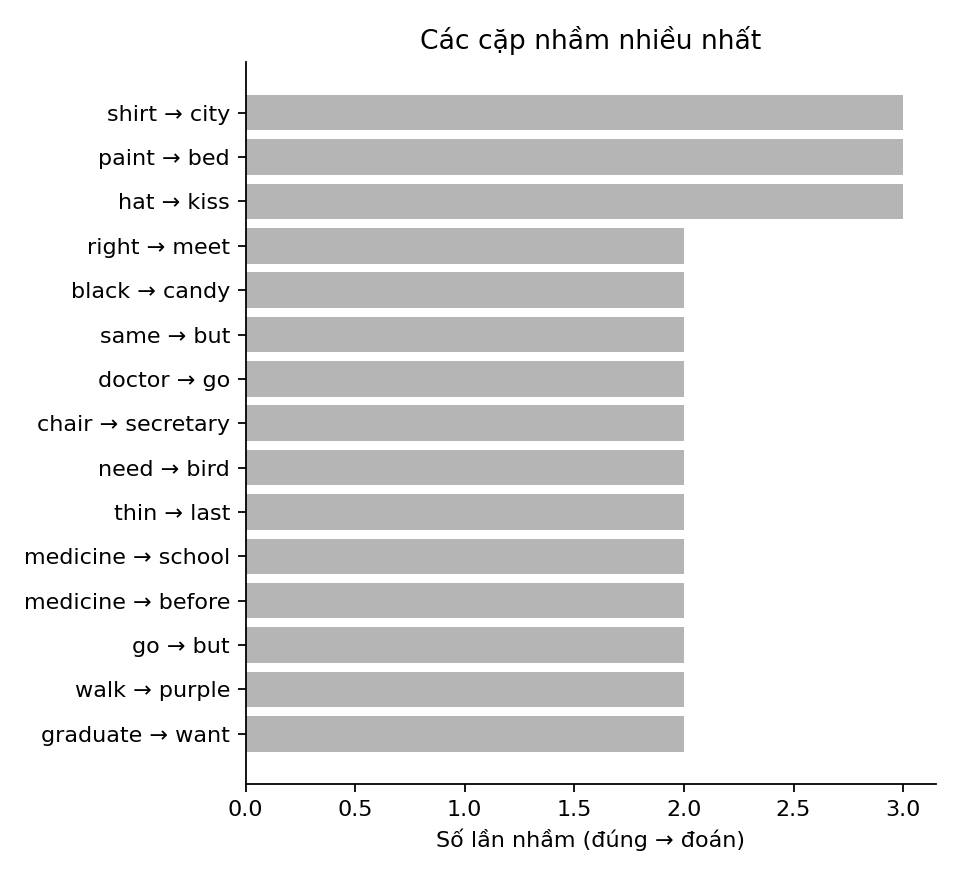 Các cặp nhầm nhiều nhất
shirt → city
paint → bed
hat → kiss
right → meet
black → candy
same → but
doctor → go
chair → secretary
need → bird
thin → last
medicine → school
medicine → before
go → but
walk → purple
graduate → want
0.0 0.5 1.0 1.5 2.0 2.5 3.0
Số lần nhầm (đúng → đoán)